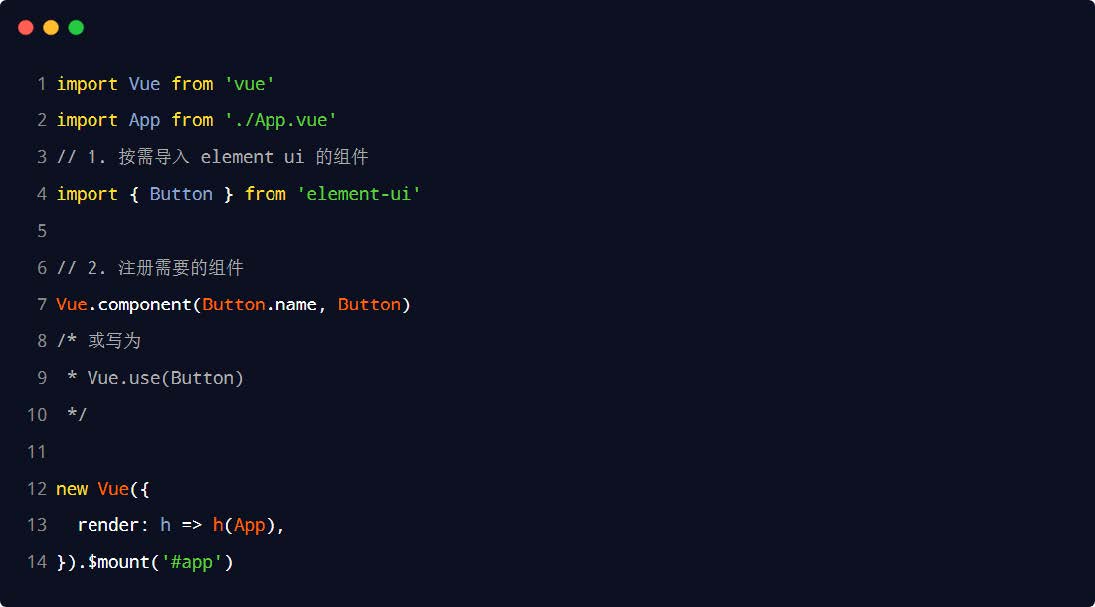 1 import Vue from 'vue'
2 import App from './App.vue'
3 // 1. 按需导入 element ui 的组件
4 import { Button } from 'element-ui'
5
6 // 2. 注册需要的组件
7 Vue.component(Button.name, Button)
8 /* 或写为
9  * Vue.use(Button)
10  */
11
12 new Vue({
13   render: h => h(App),
14 }).$mount('#app')